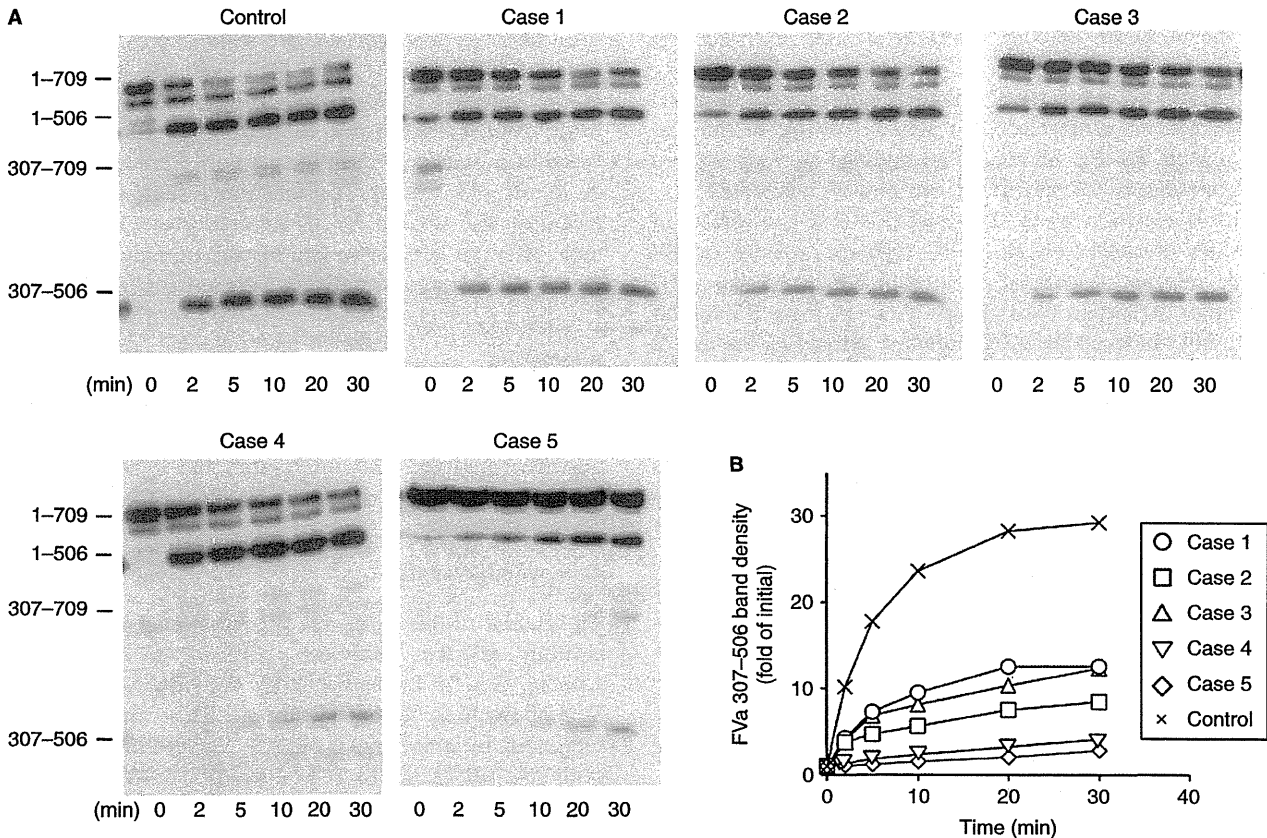 A
Control
Case 1
Case 2
Case 3
1–709
1–506
307–709
307–506
(min) 0 2 5 10 20 30
0 2 5 10 20 30
0 2 5 10 20 30
0 2 5 10 20 30
Case 4
Case 5
1–709
1–506
307–709
307–506
(min) 0 2 5 10 20 30
0 2 5 10 20 30
B
FVa 307–506 band density
(fold of initial)
30
20
10
0
0 10 20 30 40
Time (min)
Case 1
Case 2
Case 3
Case 4
Case 5
Control